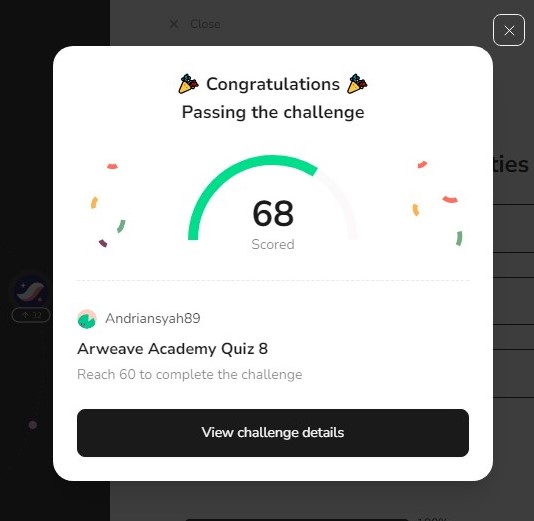 Close
Congratulations
Passing the challenge
ties
68
Scored
32
Andriansyah89
Arweave Academy Quiz 8
Reach 60 to complete the challenge
View challenge details